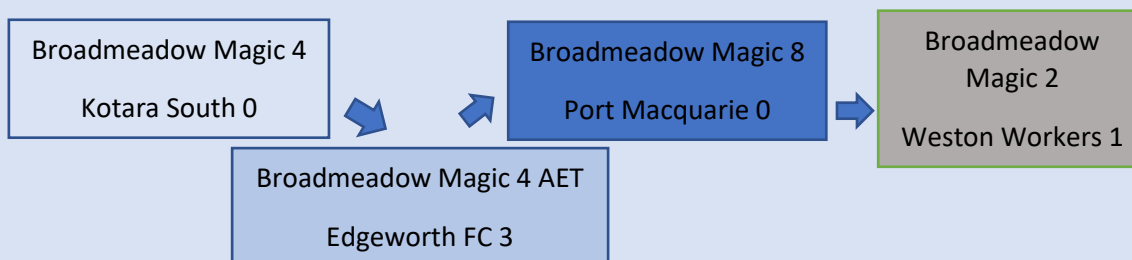 Broadmeadow Magic 4
Kotara South 0
Broadmeadow Magic 4 AET
Edgeworth FC 3
Broadmeadow Magic 8
Port Macquarie 0
Broadmeadow
Magic 2
Weston Workers 1